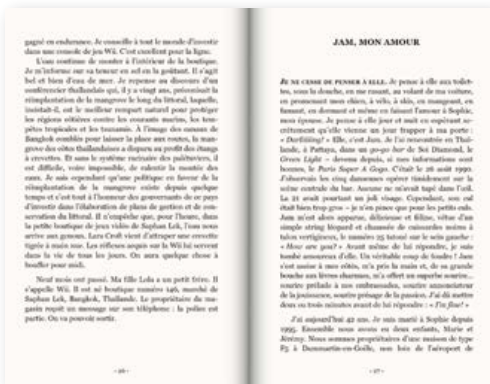 gagné en endurance. Je conseille à tout le monde d'investir
dans une console de jeu Wii. C'est excellent pour la ligne.
L'eau continue de monter à l'intérieur de la boutique.
Je m'informe sur sa teneur en sel en la goûtant. Il s'agit
bel et bien d'eau de mer. Je repense au discours d'un
conférencier thaïlandais qui, il y a vingt ans, préconisait la
réimplantation de la mangrove le long du littoral, laquelle,
insistait-il, est le meilleur rempart naturel pour protéger
les régions côtières contre les courants marins, les tem-
pêtes tropicales et les tsunamis. À l'image des canaux de
Bangkok comblés pour laisser la place aux routes, la man-
grove des côtes thaïlandaises a disparu au profit des étangs
à crevettes. Et sans le système racinaire des palétuviers, il
est difficile, voire impossible, de ralentir la montée des
eaux. Je sais cependant qu'une politique en faveur de la
réimplantation de la mangrove existe depuis quelque
temps et c'est tout à l'honneur des gouvernants de ce pays
d'investir dans l'élaboration de plans de gestion et de con-
servation du littoral. Il n'empêche que, pour l'heure, dans
la petite boutique de jeux vidéo de Saphan Lek, l'eau nous
arrive aux genoux. Lara Croft vient d'attraper une crevette
tigrée à main nue. Les réflexes acquis sur la Wii lui servent
dans la vie de tous les jours. On aura quelque chose à
bouffer pour midi.
Neuf mois ont passé. Ma fille Lola a un petit frère. Il
s'appelle Wii. Il est né boutique numéro 146, marché de
Saphan Lek, Bangkok, Thaïlande. Le propriétaire du ma-
gasin reçoit un message sur son téléphone : la police est
partie. On va pouvoir sortir.
JAM, MON AMOUR
JE NE CESSE DE PENSER À ELLE. Je pense à elle aux toilet-
tes, sous la douche, en me rasant, au volant de ma voiture,
en promenant mon chien, à vélo, à skis, en mangeant, en
fumant, en dormant et même en faisant l'amour à Sophie,
mon épouse. Je pense à elle jour et nuit en espérant se-
crètement qu'elle vienne un jour frapper à ma porte :
Elle, c'est Jam. Je l'ai rencontrée en Thaï-
lande, à Pattaya, dans un go-go bar de Soi Diamond, le
Green Light – devenu depuis, si mes informations sont
bonnes, le Paris Super A Gogo. C'était le 28 août 1990.
J'observais les cinq danseuses opérer timidement sur la
scène centrale du bar. Aucune ne m'avait tapé dans l'œil.
La 21 avait pourtant un joli visage. Cependant, son cul
était bien trop gros – je n'en pince que pour les petits culs.
Jam m'est alors apparue, délicieuse et féline, vêtue d'un
simple string léopard et chaussée de cuissardes noires à
talon vertigineux, le numéro 25 tatoué sur le sein gauche :
« How are you? » Avant même de lui répondre, je suis
tombé amoureux d'elle. Un véritable coup de foudre ! Jam
s'est assise à mes côtés, m'a pris la main et, de sa grande
bouche aux lèvres charnues, m'a offert un superbe sourire...
sourire prélude à nos embrassades, sourire annonciateur
de la jouissance, sourire présage de la passion. J'ai dû mettre
deux ou trois minutes avant de lui répondre : « I'm fine! »
J'ai aujourd'hui 42 ans. Je suis marié à Sophie depuis
1995. Ensemble nous avons eu deux enfants, Marie et
Jérémy. Nous sommes propriétaires d'une maison de type
F5 à Dammartin-en-Goële, non loin de l'aéroport de